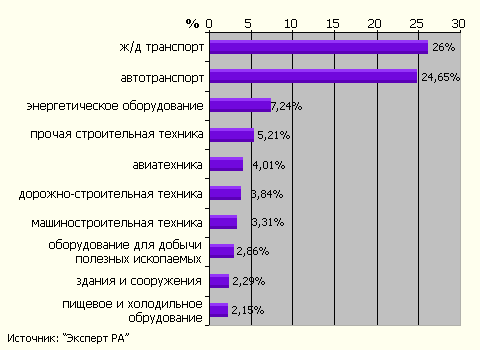 % 0 5 10 15 20 25 30
ж/д транспорт 26%
автотранспорт 24,65%
энергетическое оборудование 7,24%
прочая строительная техника 5,21%
авиатехника 4,01%
дорожно-строительная техника 3,84%
машиностроительная техника 3,31%
оборудование для добычи
полезных ископаемых 2,86%
здания и сооружения 2,29%
пищевое и холодильное
обрудование 2,15%
Источник: "Эксперт РА"